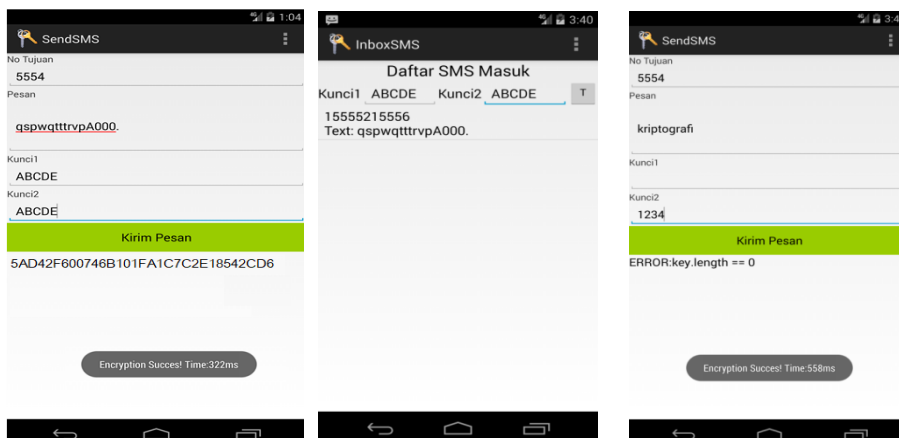 1:04
SendSMS
No Tujuan
5554
Pesan
qspwqtttrvpA000.
Kunci1
ABCDE
Kunci2
ABCDE
Kirim Pesan
5AD42F600746B101FA1C7C2E18542CD6
Encryption Succes! Time:322ms
3:40
InboxSMS
Daftar SMS Masuk
Kunci1 ABCDE Kunci2 ABCDE T
15555215556
Text: qspwqtttrvpA000.
SendSMS
No Tujuan
5554
Pesan
kriptografi
Kunci1
Kunci2
1234
Kirim Pesan
ERROR:key.length == 0
Encryption Succes! Time:558ms